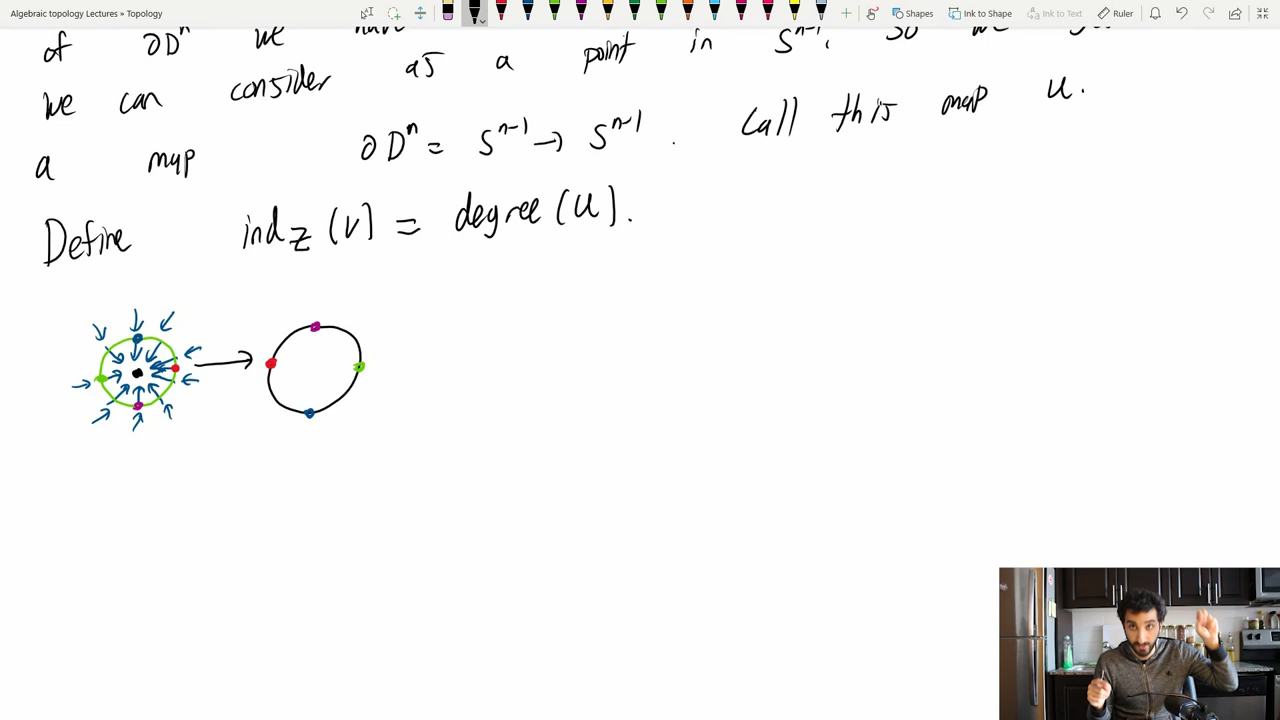 Algebraic topology Lectures » Topology
Shapes Ink to Shape Ink to Text Ruler
of ∂Dⁿ we have
we can consider as a point in Sⁿ⁻¹. So we
a map ∂Dⁿ = Sⁿ⁻¹ → Sⁿ⁻¹. Call this map u.
Define ind_z (V) = degree (u).